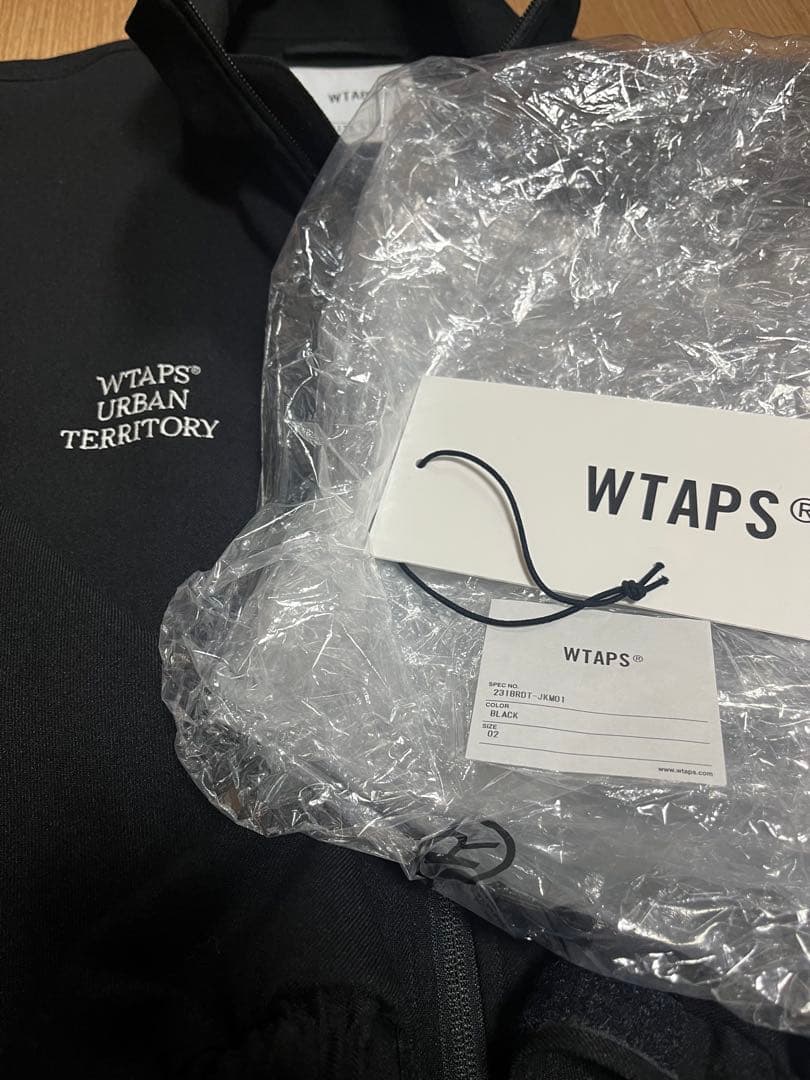 WTAPS
WTAPS®
URBAN
TERRITORY
WTAPS®
WTAPS®
SPEC NO.
231BRDT-JKM01
COLOR
BLACK
SIZE
02
www.wtaps.com